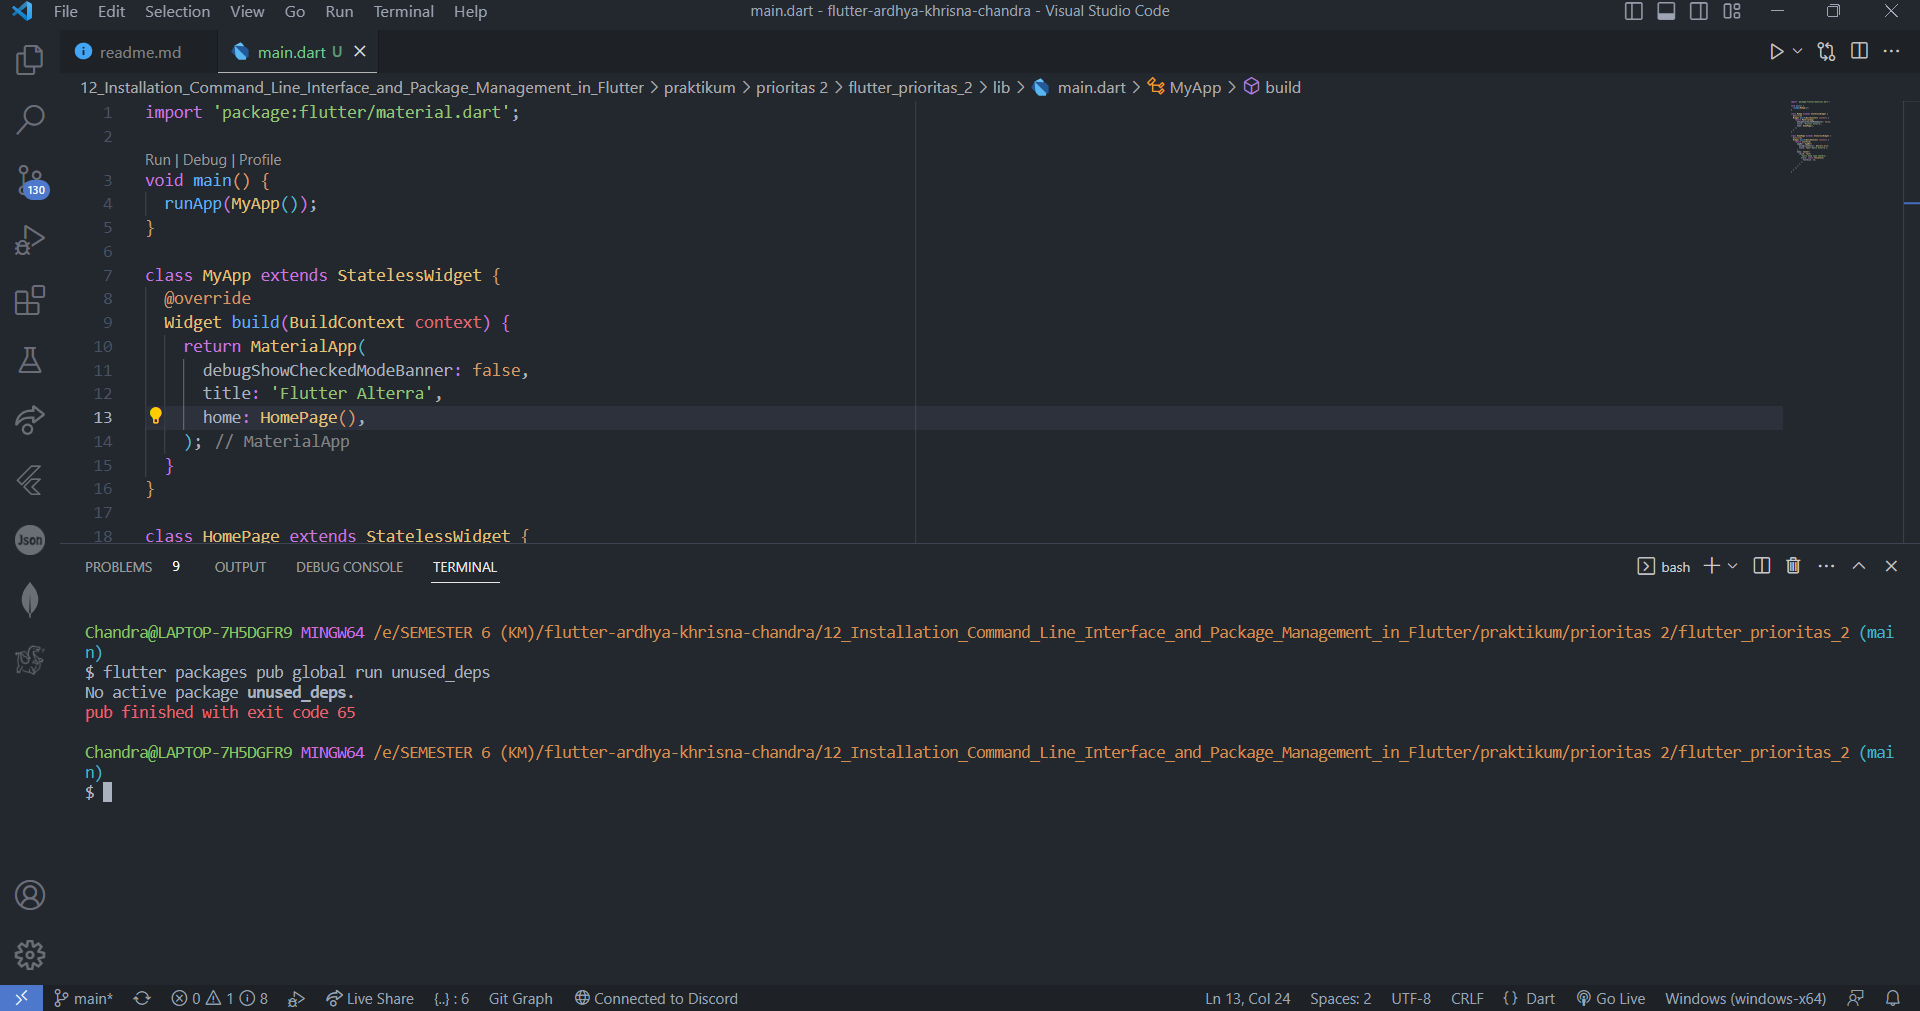 File Edit Selection View Go Run Terminal Help
main.dart - flutter-ardhya-khrisna-chandra - Visual Studio Code
readme.md
main.dart U
12_Installation_Command_Line_Interface_and_Package_Management_in_Flutter > praktikum > prioritas 2 > flutter_prioritas_2 > lib > main.dart > MyApp > build
1 import 'package:flutter/material.dart';
2
Run | Debug | Profile
3 void main() {
4 runApp(MyApp());
5 }
6
7 class MyApp extends StatelessWidget {
8 @override
9 Widget build(BuildContext context) {
10 return MaterialApp(
11 debugShowCheckedModeBanner: false,
12 title: 'Flutter Alterra',
13 home: HomePage(),
14 ); // MaterialApp
15 }
16 }
17
18 class HomePage extends StatelessWidget {
130
Json
PROBLEMS 9 OUTPUT DEBUG CONSOLE TERMINAL
bash
Chandra@LAPTOP-7H5DGFR9 MINGW64 /e/SEMESTER 6 (KM)/flutter-ardhya-khrisna-chandra/12_Installation_Command_Line_Interface_and_Package_Management_in_Flutter/praktikum/prioritas 2/flutter_prioritas_2 (mai
n)
$ flutter packages pub global run unused_deps
No active package unused_deps.
pub finished with exit code 65
Chandra@LAPTOP-7H5DGFR9 MINGW64 /e/SEMESTER 6 (KM)/flutter-ardhya-khrisna-chandra/12_Installation_Command_Line_Interface_and_Package_Management_in_Flutter/praktikum/prioritas 2/flutter_prioritas_2 (mai
n)
$
main* 0 1 8 Live Share {..} : 6 Git Graph Connected to Discord
Ln 13, Col 24 Spaces: 2 UTF-8 CRLF { } Dart Go Live Windows (windows-x64)